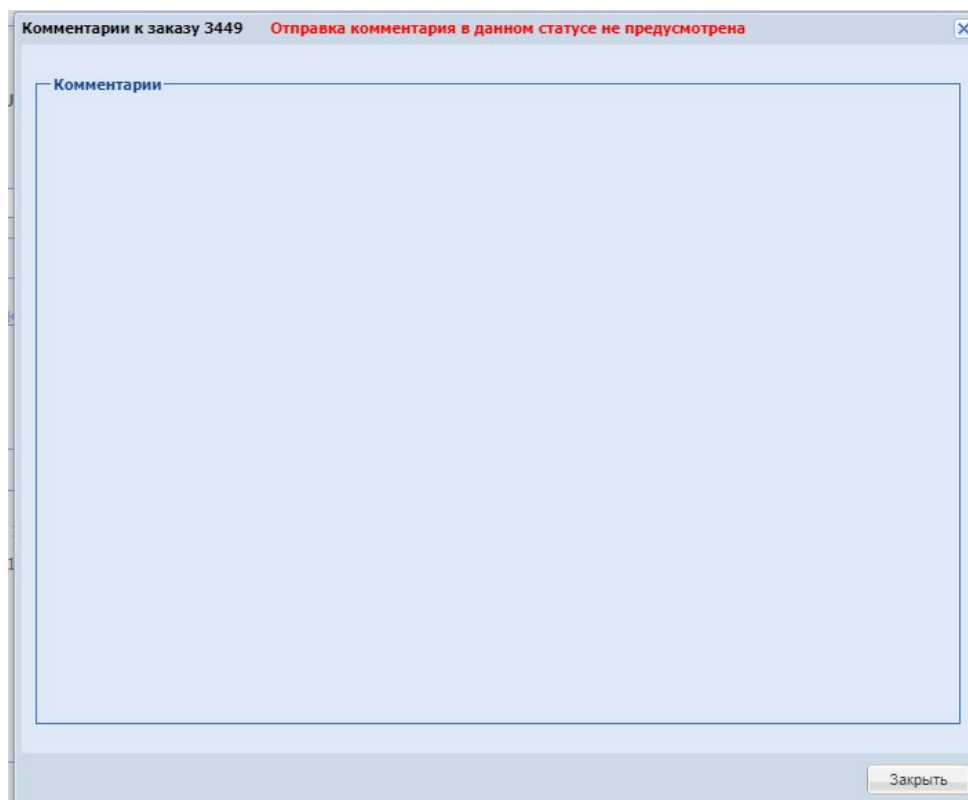 Комментарии к заказу 3449 Отправка комментария в данном статусе не предусмотрена
Комментарии
Закрыть